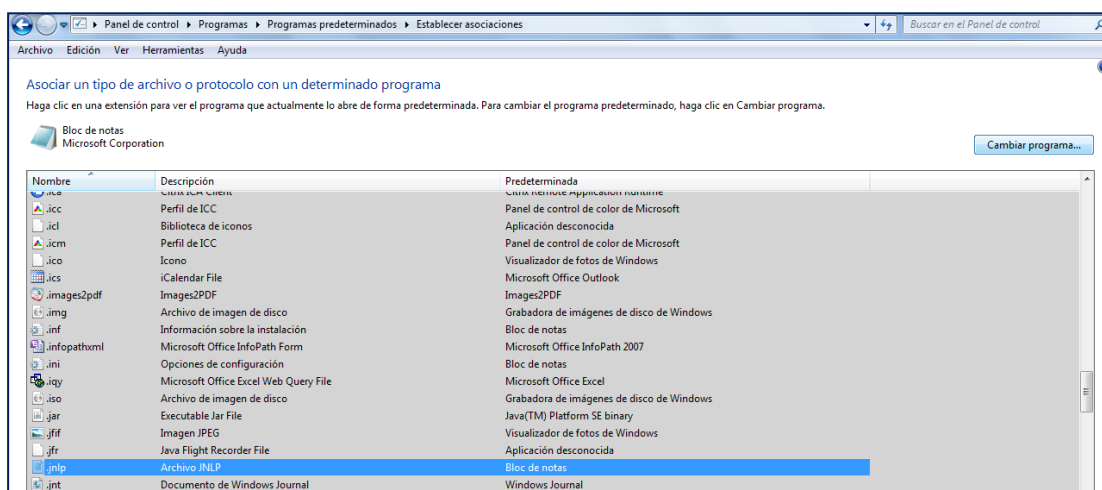 Panel de control ▸ Programas ▸ Programas predeterminados ▸ Establecer asociaciones Buscar en el Panel de control
Archivo Edición Ver Herramientas Ayuda
Asociar un tipo de archivo o protocolo con un determinado programa
Haga clic en una extensión para ver el programa que actualmente lo abre de forma predeterminada. Para cambiar el programa predeterminado, haga clic en Cambiar programa.
Bloc de notas
Microsoft Corporation
Cambiar programa...
Nombre Descripción Predeterminada
.ica Citrix ICA Client Citrix Remote Application Runtime
.icc Perfil de ICC Panel de control de color de Microsoft
.icl Biblioteca de iconos Aplicación desconocida
.icm Perfil de ICC Panel de control de color de Microsoft
.ico Icono Visualizador de fotos de Windows
.ics iCalendar File Microsoft Office Outlook
.images2pdf Images2PDF Images2PDF
.img Archivo de imagen de disco Grabadora de imágenes de disco de Windows
.inf Información sobre la instalación Bloc de notas
.infopathxml Microsoft Office InfoPath Form Microsoft Office InfoPath 2007
.ini Opciones de configuración Bloc de notas
.iqy Microsoft Office Excel Web Query File Microsoft Office Excel
.iso Archivo de imagen de disco Grabadora de imágenes de disco de Windows
.jar Executable Jar File Java(TM) Platform SE binary
.jfif Imagen JPEG Visualizador de fotos de Windows
.jfr Java Flight Recorder File Aplicación desconocida
.jnlp Archivo JNLP Bloc de notas
.jnt Documento de Windows Journal Windows Journal